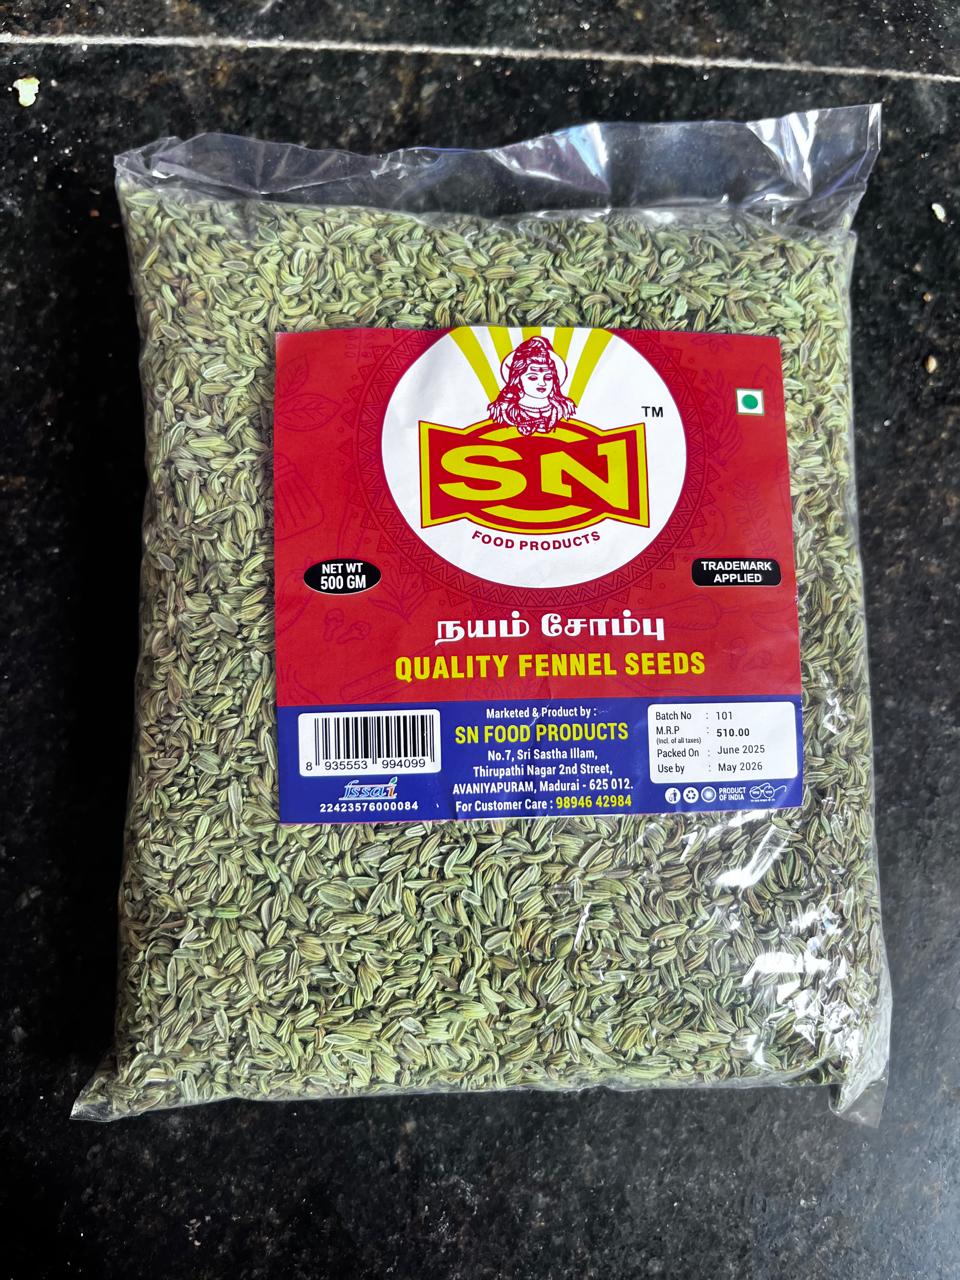 TM
SN
FOOD PRODUCTS
NET WT
500 GM
TRADEMARK
APPLIED
நயம் சோம்பு
QUALITY FENNEL SEEDS
8 935553 994099
fssai
22423576000084
Marketed & Product by :
SN FOOD PRODUCTS
No.7, Sri Sastha Illam,
Thirupathi Nagar 2nd Street,
AVANIYAPURAM, Madurai - 625 012.
For Customer Care : 98946 42984
Batch No : 101
M.R.P : 510.00
(Incl. of all taxes)
Packed On : June 2025
Use by : May 2026
PRODUCT
OF INDIA